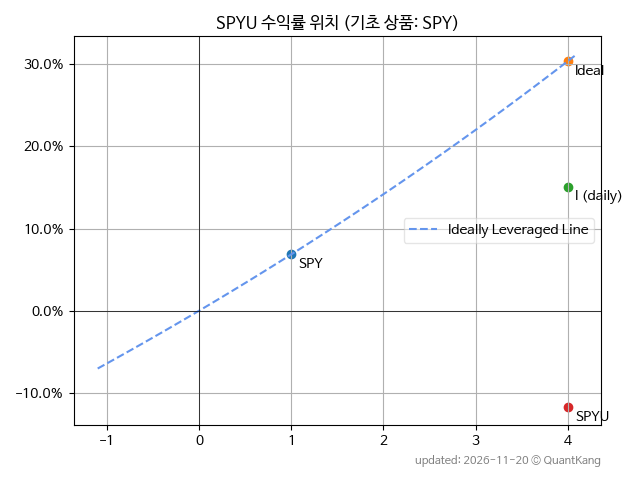 SPYU 수익률 위치 (기초 상품: SPY)
30.0%
Ideal
20.0%
I (daily)
10.0%
Ideally Leveraged Line
SPY
0.0%
−10.0%
SPYU
−1 0 1 2 3 4
updated: 2026-11-20 © QuantKang